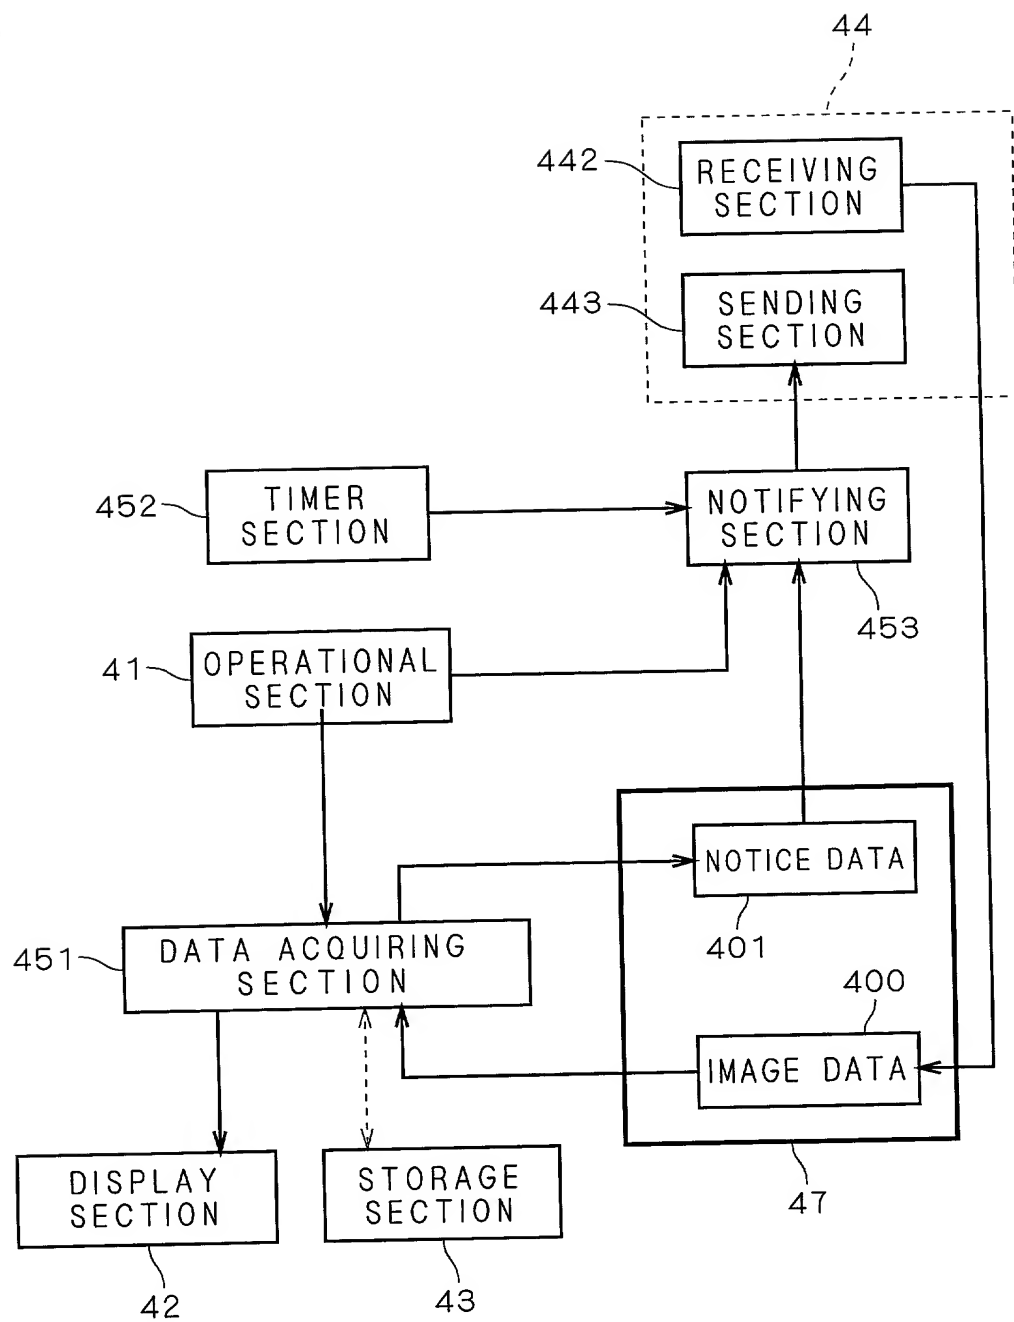 44
442
RECEIVING
SECTION
443
SENDING
SECTION
452
TIMER
SECTION
NOTIFYING
SECTION
453
41
OPERATIONAL
SECTION
NOTICE DATA
401
451
DATA ACQUIRING
SECTION
400
IMAGE DATA
47
DISPLAY
SECTION
42
STORAGE
SECTION
43